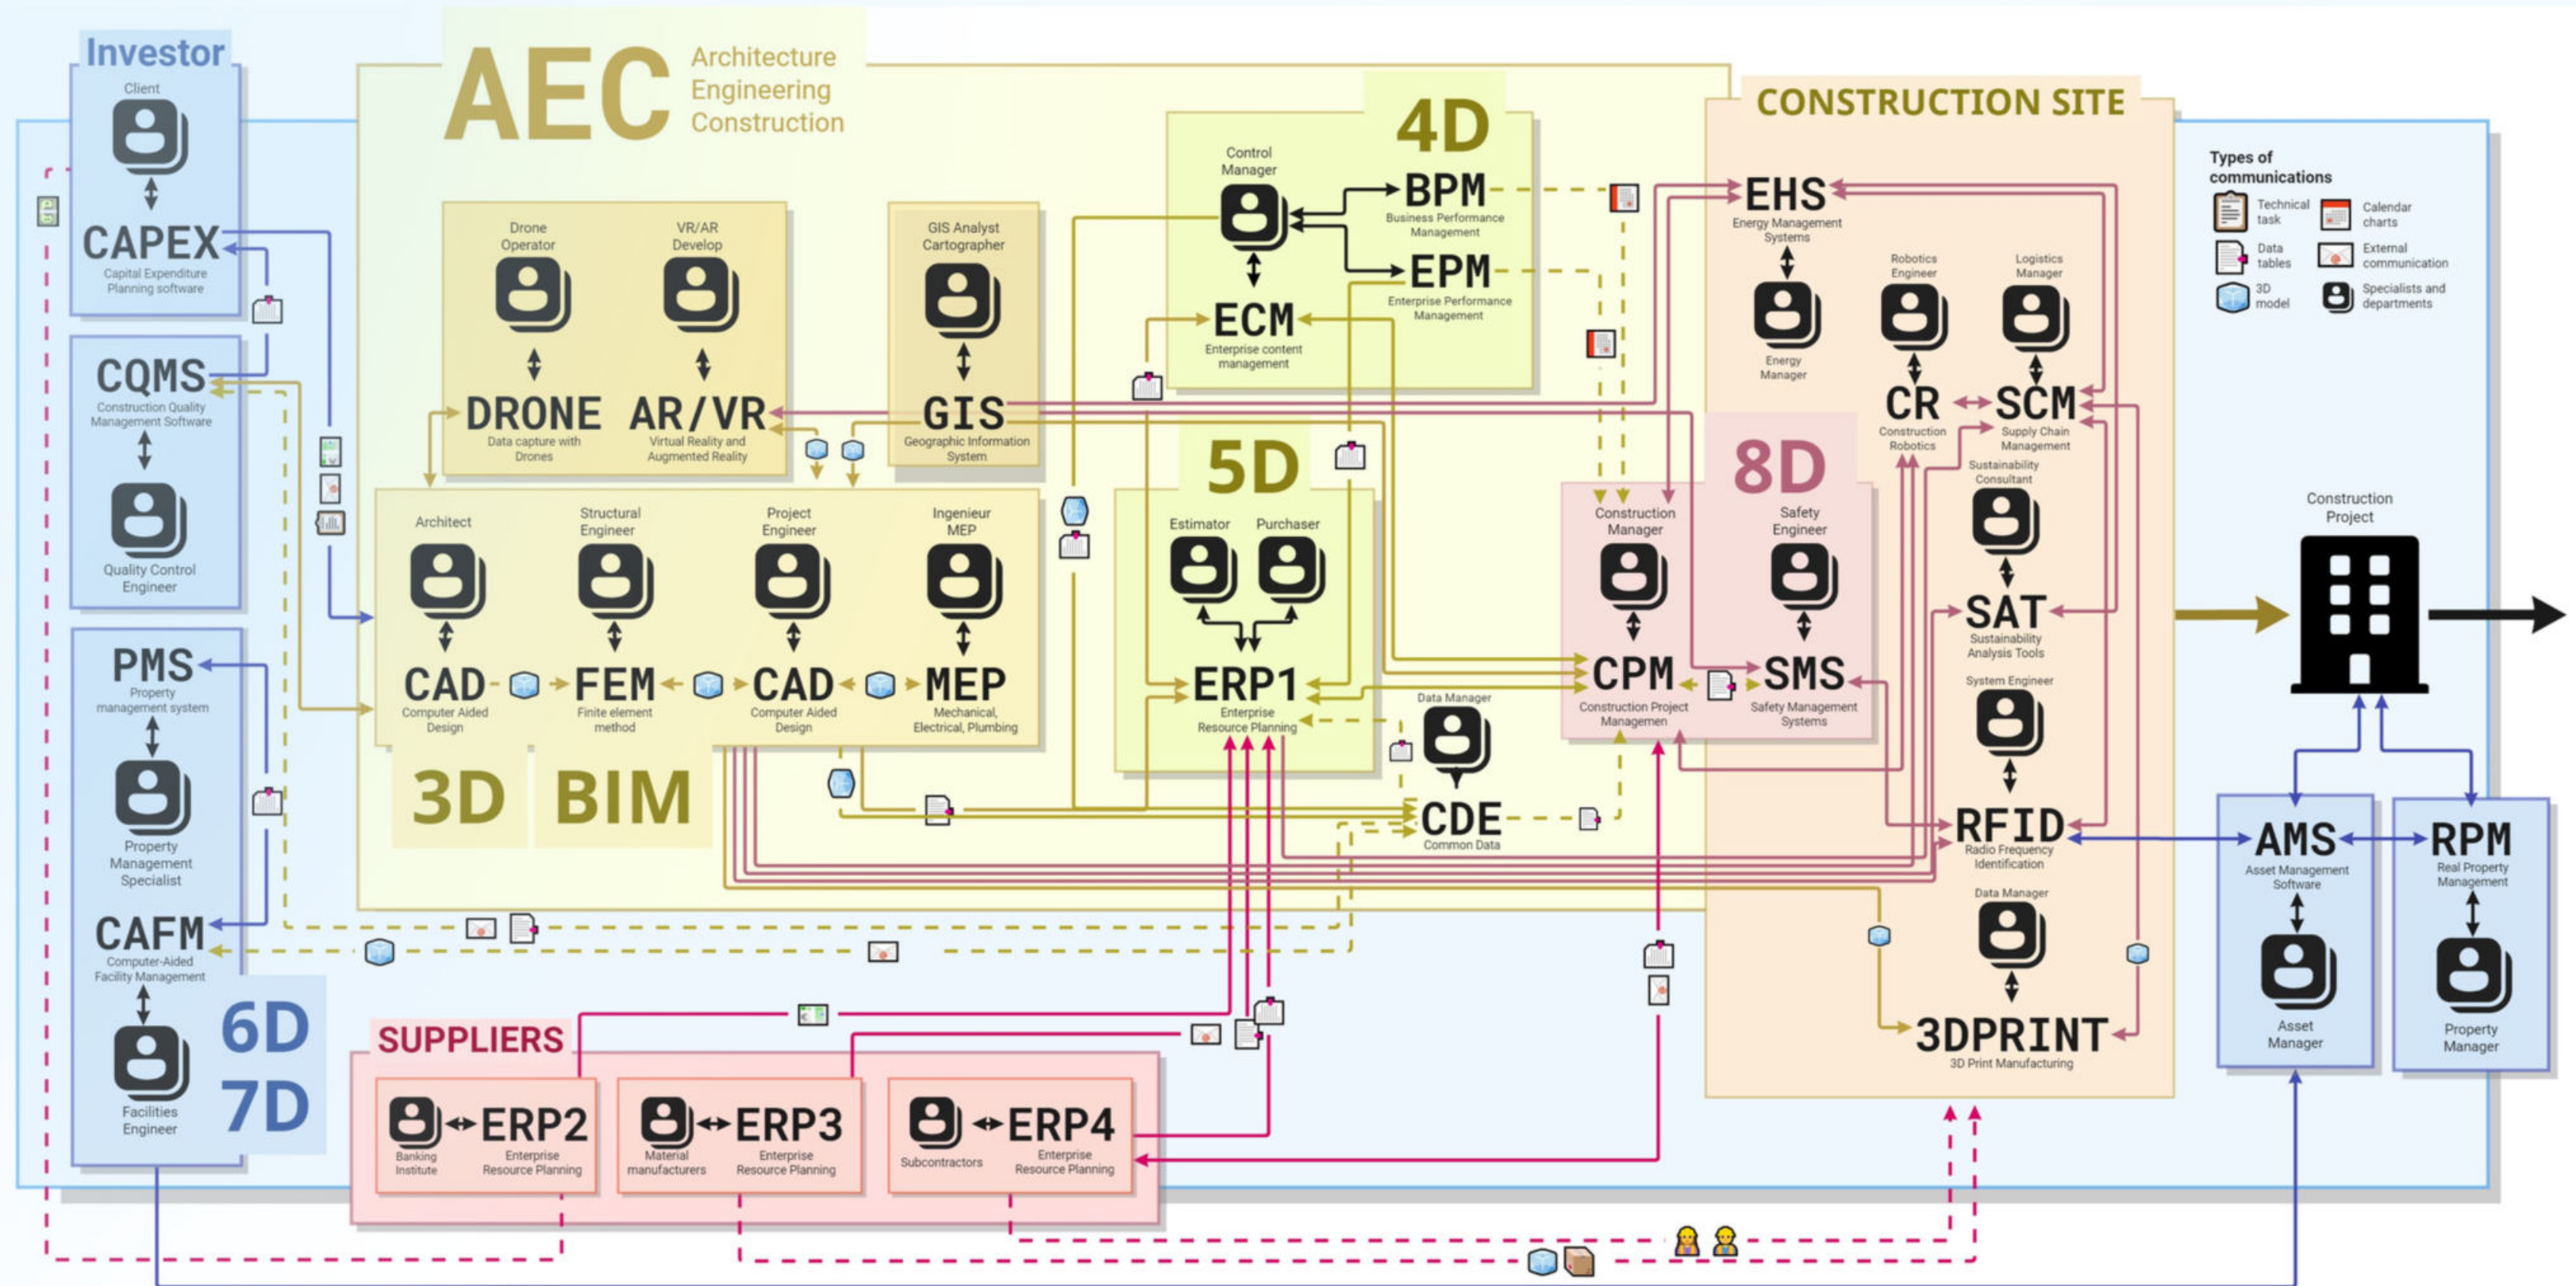 Investor
Client
CAPEX
Capital Expenditure
Planning software
CQMS
Construction Quality
Management Software
Quality Control
Engineer
PMS
Property
management system
Property
Management
Specialist
CAFM
Computer-Aided
Facility Management
Facilities
Engineer
6D
7D
AEC
Architecture
Engineering
Construction
Drone
Operator
DRONE
Data capture with
Drones
VR/AR
Develop
AR/VR
Virtual Reality and
Augmented Reality
GIS Analyst
Cartographer
GIS
Geographic Information
System
Architect
CAD
Computer Aided
Design
Structural
Engineer
FEM
Finite element
method
Project
Engineer
CAD
Computer Aided
Design
Ingenieur
MEP
MEP
Mechanical,
Electrical, Plumbing
3D
BIM
4D
Control
Manager
BPM
Business Performance
Management
EPM
Enterprise Performance
Management
ECM
Enterprise content
management
5D
Estimator
Purchaser
ERP1
Enterprise
Resource Planning
Data Manager
CDE
Common Data
8D
Construction
Manager
CPM
Construction Project
Managemen
Safety
Engineer
SMS
Safety Management
Systems
CONSTRUCTION SITE
EHS
Energy Management
Systems
Energy
Manager
Robotics
Engineer
CR
Construction
Robotics
Logistics
Manager
SCM
Supply Chain
Management
Sustainability
Consultant
SAT
Sustainability
Analysis Tools
System Engineer
RFID
Radio Frequency
Identification
Data Manager
3DPRINT
3D Print Manufacturing
SUPPLIERS
Banking
Institute
ERP2
Enterprise
Resource Planning
Material
manufacturers
ERP3
Enterprise
Resource Planning
Subcontractors
ERP4
Enterprise
Resource Planning
Types of
communications
Technical
task
Calendar
charts
Data
tables
External
communication
3D
model
Specialists and
departments
Construction
Project
AMS
Asset Management
Software
Asset
Manager
RPM
Real Property
Management
Property
Manager